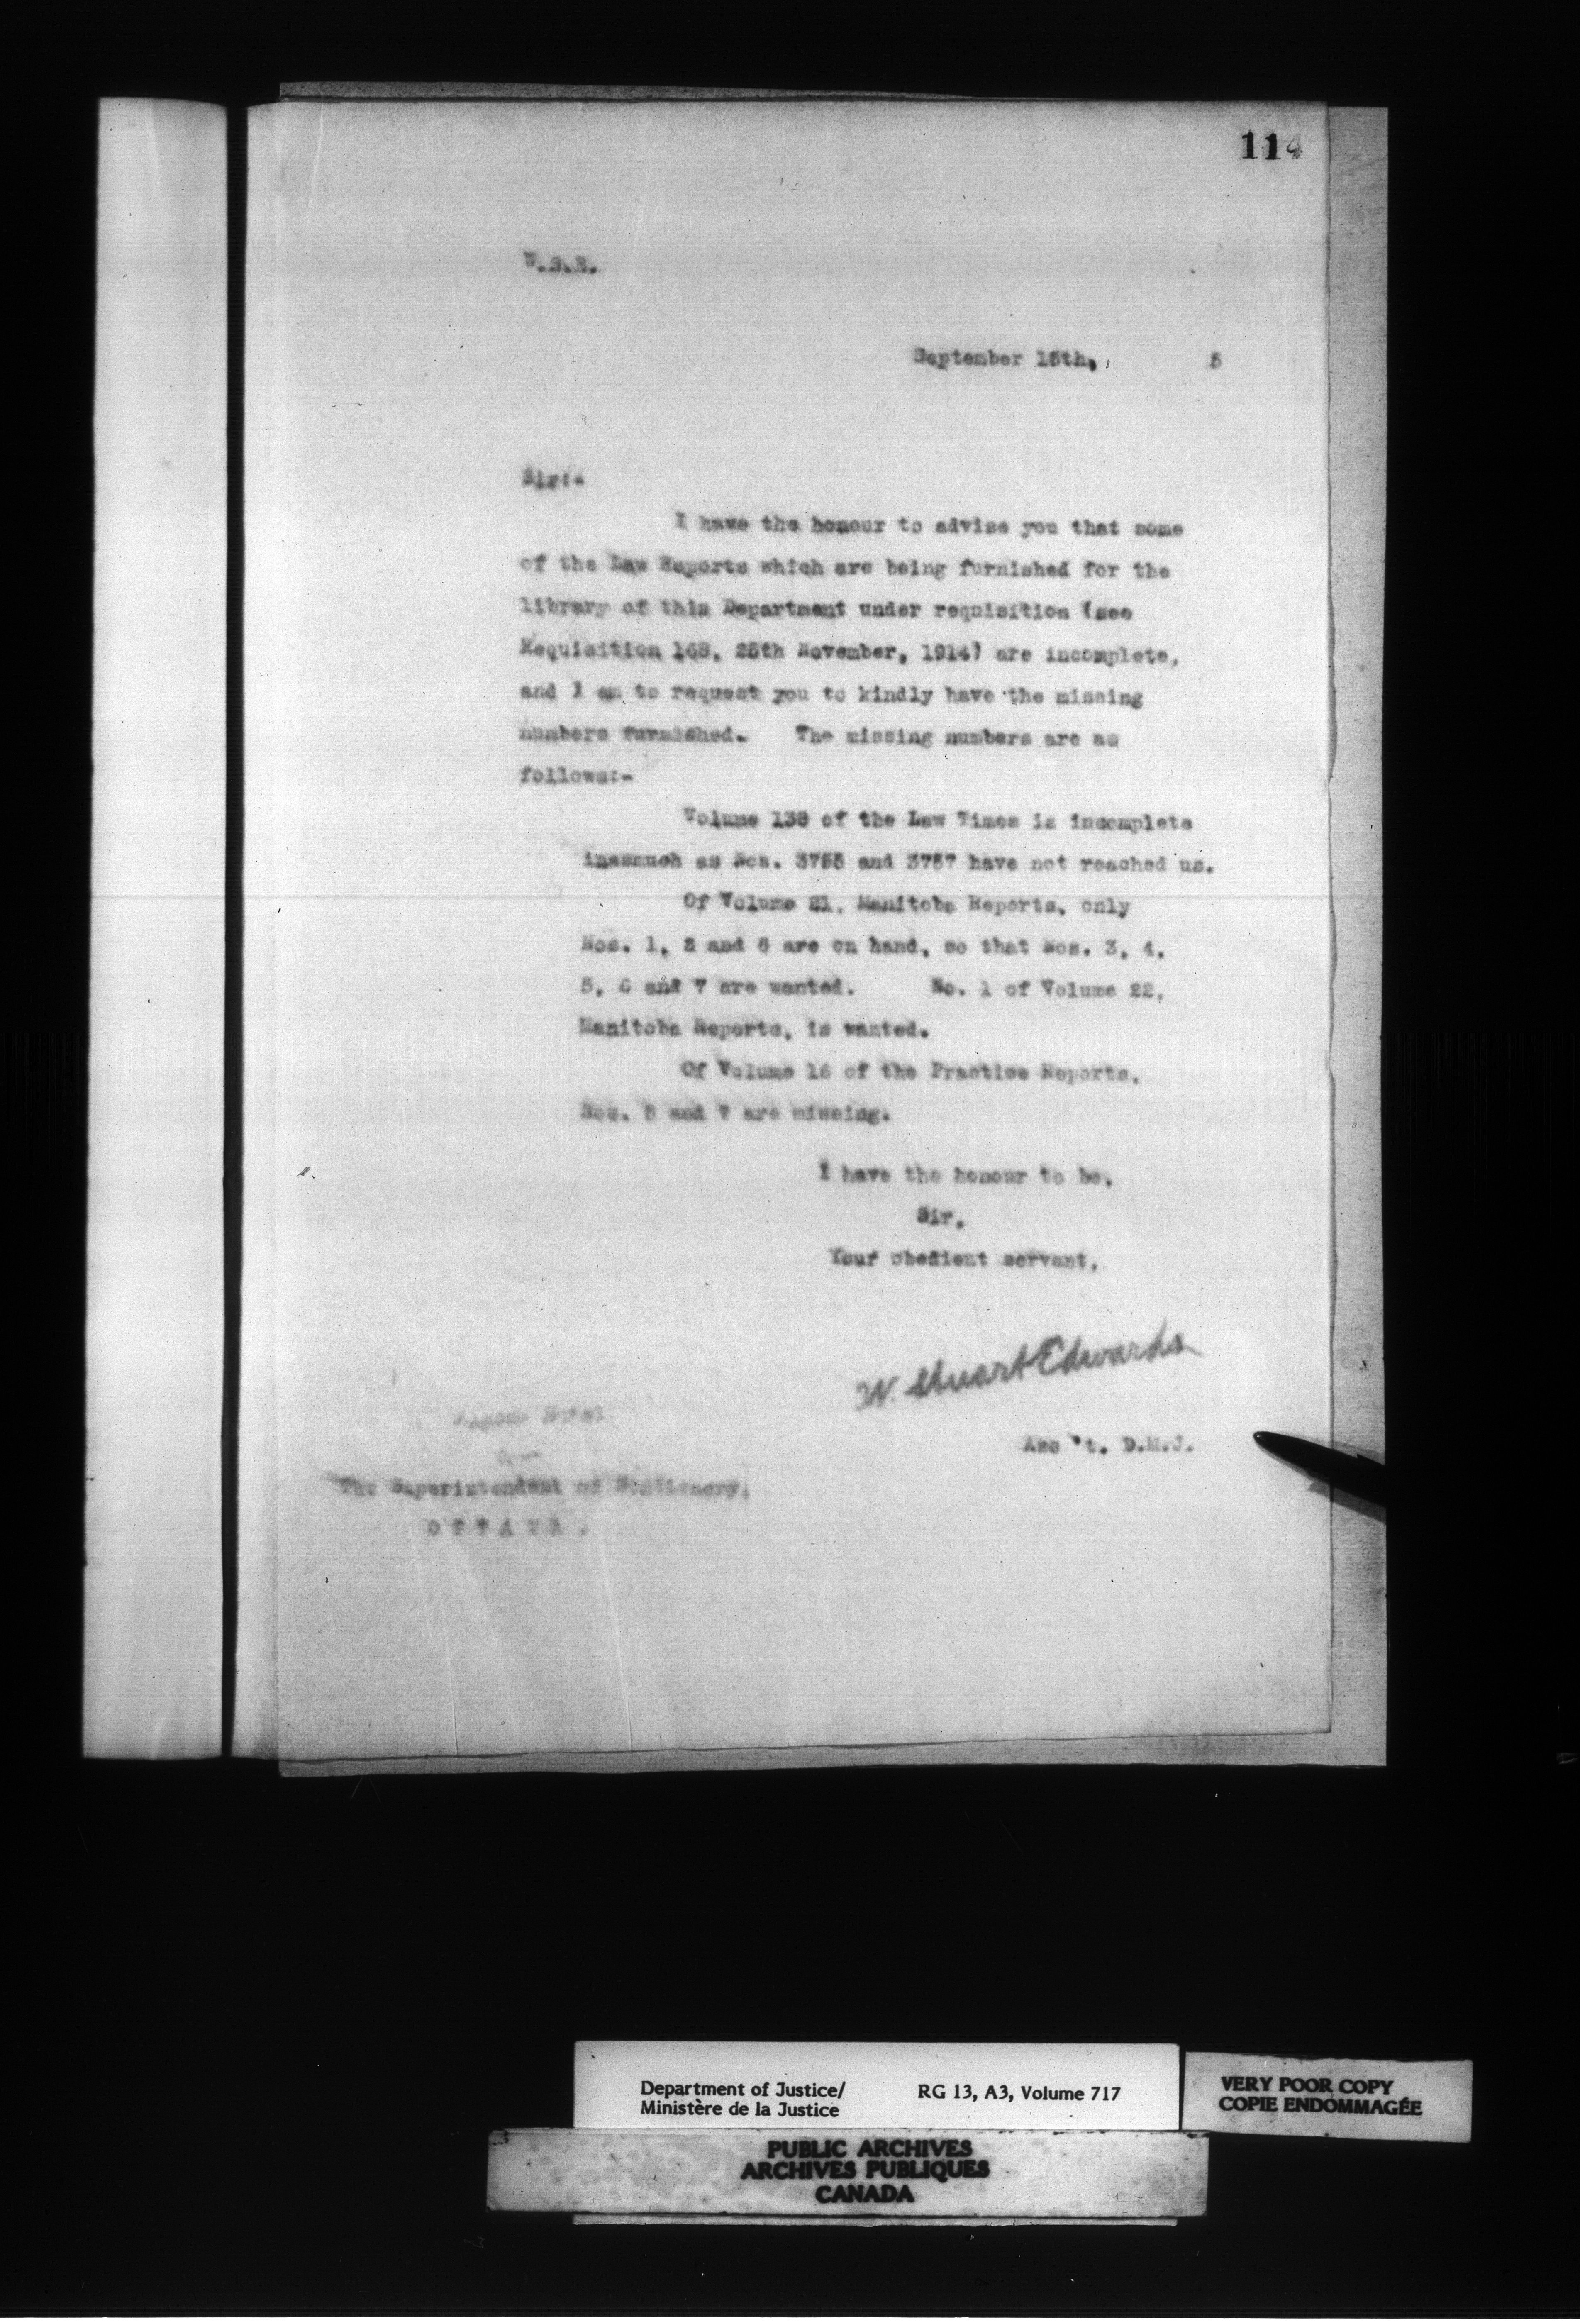 114
W.S.E.
September 15th, 5
Sir:-
I have the honour to advise you that some
of the Law Reports which are being furnished for the
library of this Department under requisition (see
Requisition 25th November, 1914) are incomplete,
and I am to request you to kindly have the missing
numbers furnished. The missing numbers are as
follows:-
Volume 138 of the Law Times is incomplete
inasmuch as Nos. and have not reached us.
Of Volume 21, Manitoba Reports, only
Nos. 1, 2 and are on hand, so that Nos. 3, 4,
5, 6 and 7 are wanted. No. 1 of Volume 22,
Manitoba Reports, is wanted.
Of Volume 16 of the Practice Reports,
Nos. and 7 are missing.
I have the honour to be,
Sir,
Your obedient servant,
W. Stuart Edwards
Ass't. D.M.J.
The Superintendent of Stationery,
OTTAWA.
Department of Justice/ RG 13, A3, Volume 717
Ministère de la Justice
VERY POOR COPY
COPIE ENDOMMAGÉE
PUBLIC ARCHIVES
ARCHIVES PUBLIQUES
CANADA